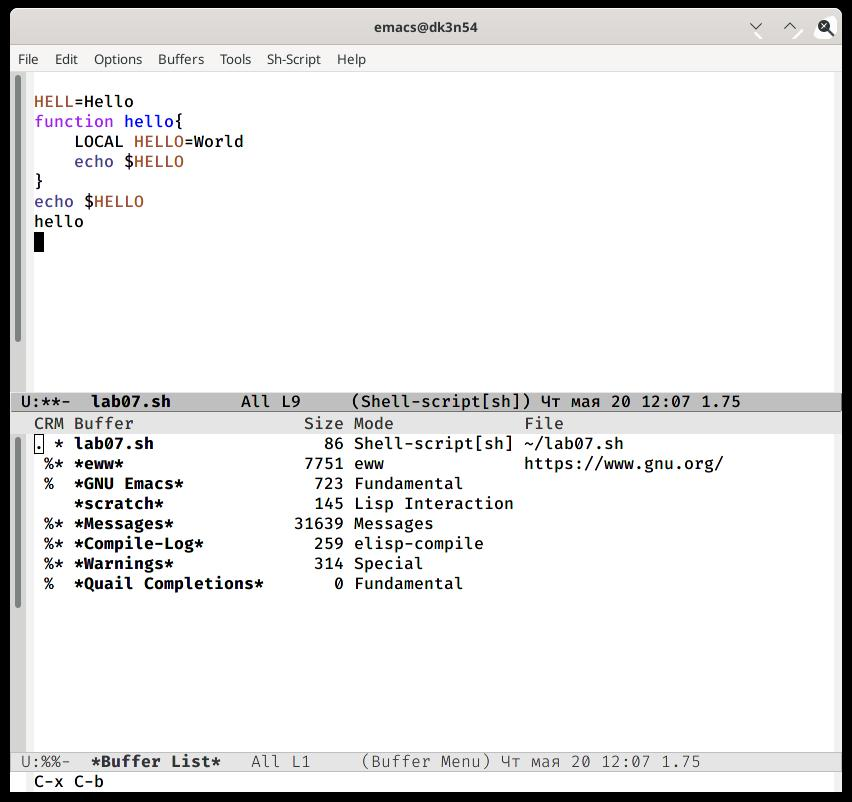 emacs@dk3n54
File Edit Options Buffers Tools Sh-Script Help
HELL=Hello
function hello{
    LOCAL HELLO=World
    echo $HELLO
}
echo $HELLO
hello
U:**-  lab07.sh       All L9     (Shell-script[sh]) Чт мая 20 12:07 1.75
CRM Buffer                 Size Mode             File
. * lab07.sh                 86 Shell-script[sh] ~/lab07.sh
 %* *eww*                  7751 eww              https://www.gnu.org/
 %  *GNU Emacs*             723 Fundamental
    *scratch*               145 Lisp Interaction
 %* *Messages*            31639 Messages
 %* *Compile-Log*           259 elisp-compile
 %* *Warnings*              314 Special
 %  *Quail Completions*       0 Fundamental
U:%%-  *Buffer List*   All L1     (Buffer Menu) Чт мая 20 12:07 1.75
C-x C-b